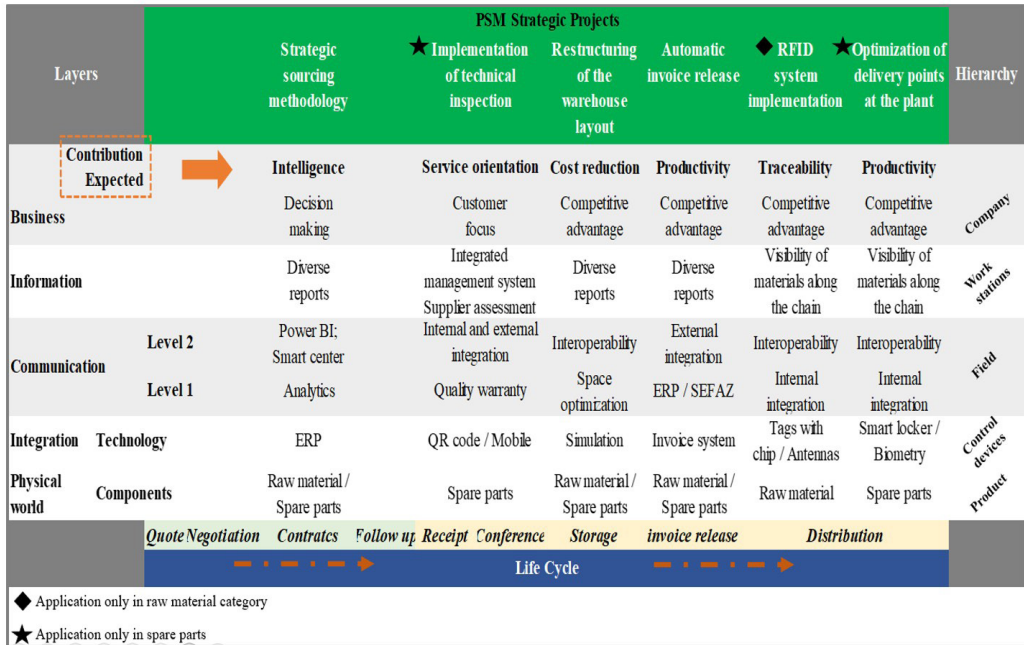 PSM Strategic Projects
Layers
Strategic
sourcing
methodology
★ Implementation
of technical
inspection
Restructuring
of the
warehouse
layout
Automatic
invoice release
◆ RFID
system
implementation
★ Optimization of
delivery points
at the plant
Hierarchy
Contribution
Expected
Intelligence
Service orientation
Cost reduction
Productivity
Traceability
Productivity
Business
Decision
making
Customer
focus
Competitive
advantage
Competitive
advantage
Competitive
advantage
Competitive
advantage
Company
Information
Diverse
reports
Integrated
management system
Supplier assessment
Diverse
reports
Diverse
reports
Visibility of
materials along
the chain
Visibility of
materials along
the chain
Work
stations
Communication
Level 2
Power BI;
Smart center
Internal and external
integration
Interoperability
External
integration
Interoperability
Interoperability
Field
Level 1
Analytics
Quality warranty
Space
optimization
ERP / SEFAZ
Internal
integration
Internal
integration
Integration
Technology
ERP
QR code / Mobile
Simulation
Invoice system
Tags with
chip / Antennas
Smart locker /
Biometry
Control
devices
Physical
world
Components
Raw material /
Spare parts
Spare parts
Raw material /
Spare parts
Raw material /
Spare parts
Raw material
Spare parts
Product
Quote Negotiation Contratcs Follow up Receipt Conference Storage invoice release Distribution
Life Cycle
◆ Application only in raw material category
★ Application only in spare parts